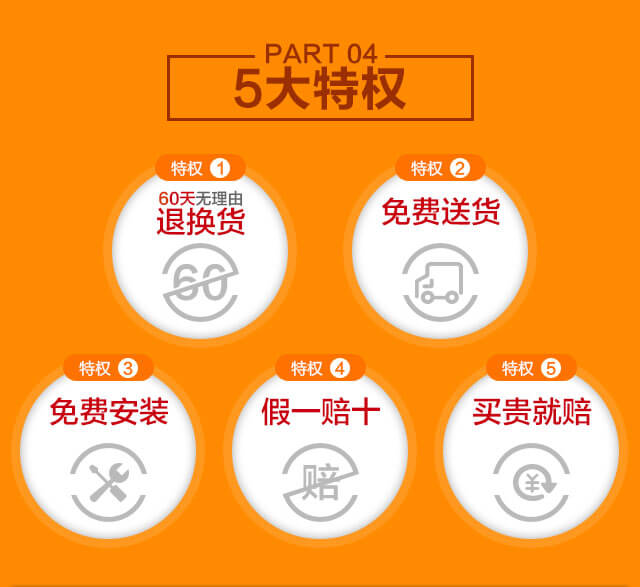 PART 04
5大特权
特权 1
60天无理由
退换货
60
特权 2
免费送货
特权 3
免费安装
特权 4
假一赔十
赔
特权 5
买贵就赔
¥